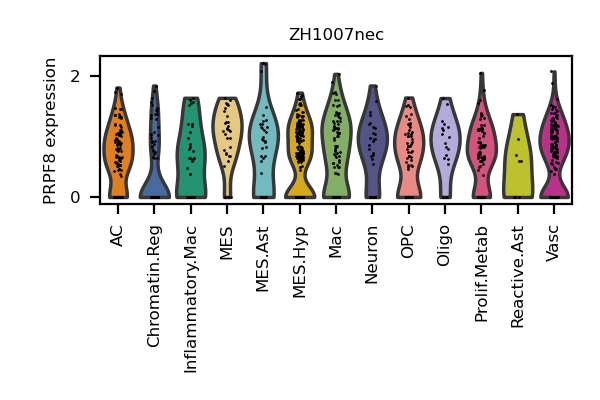 ZH1007nec
PRPF8 expression
2
0
AC
Chromatin.Reg
Inflammatory.Mac
MES
MES.Ast
MES.Hyp
Mac
Neuron
OPC
Oligo
Prolif.Metab
Reactive.Ast
Vasc